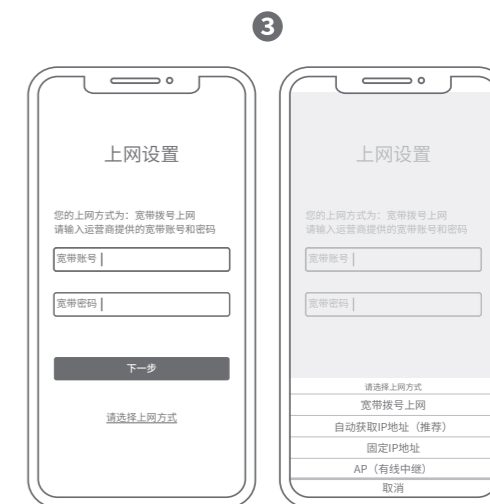 3
上网设置
您的上网方式为：宽带拨号上网
请输入运营商提供的宽带账号和密码
宽带账号
宽带密码
下一步
请选择上网方式
上网设置
您的上网方式为：宽带拨号上网
请输入运营商提供的宽带账号和密码
宽带账号
宽带密码
请选择上网方式
宽带拨号上网
自动获取IP地址（推荐）
固定IP地址
AP（有线中继）
取消